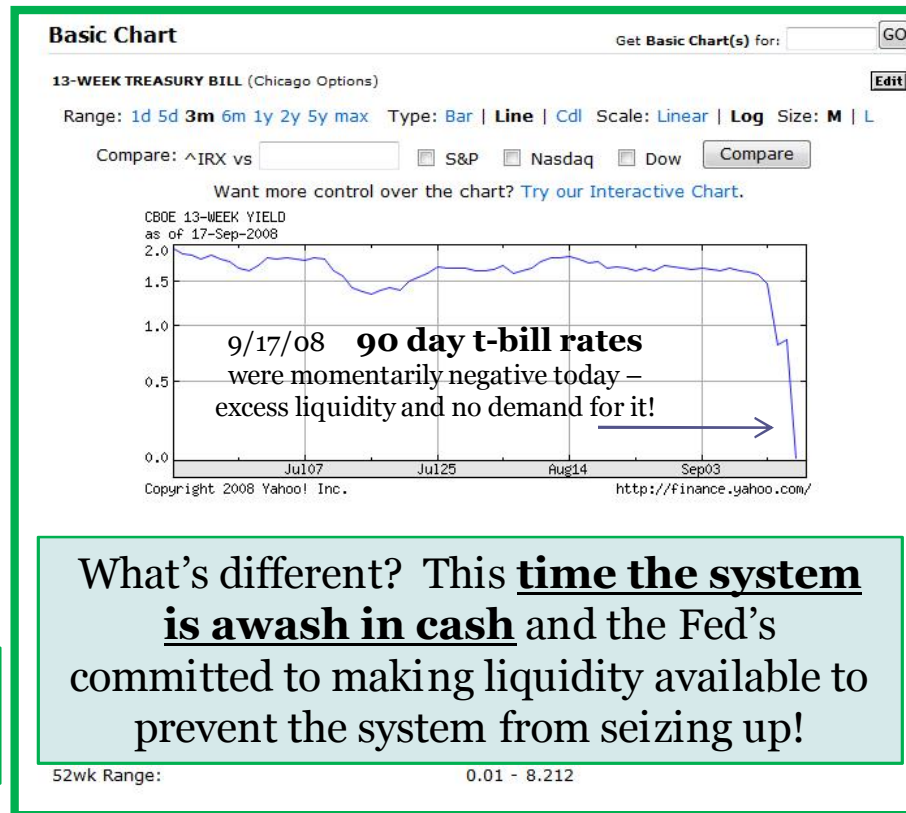 Basic Chart
Get Basic Chart(s) for: GO
13-WEEK TREASURY BILL (Chicago Options) Edit
Range: 1d 5d 3m 6m 1y 2y 5y max Type: Bar | Line | Cdl Scale: Linear | Log Size: M | L
Compare: ^IRX vs S&P Nasdaq Dow Compare
Want more control over the chart? Try our Interactive Chart.
CBOE 13-WEEK YIELD
as of 17-Sep-2008
2.0
1.5
1.0
9/17/08 90 day t-bill rates
were momentarily negative today –
0.5
excess liquidity and no demand for it!
0.0
Jul07 Jul25 Aug14 Sep03
Copyright 2008 Yahoo! Inc. http://finance.yahoo.com/
What's different? This time the system
is awash in cash and the Fed's
committed to making liquidity available to
prevent the system from seizing up!
52wk Range: 0.01 - 8.212